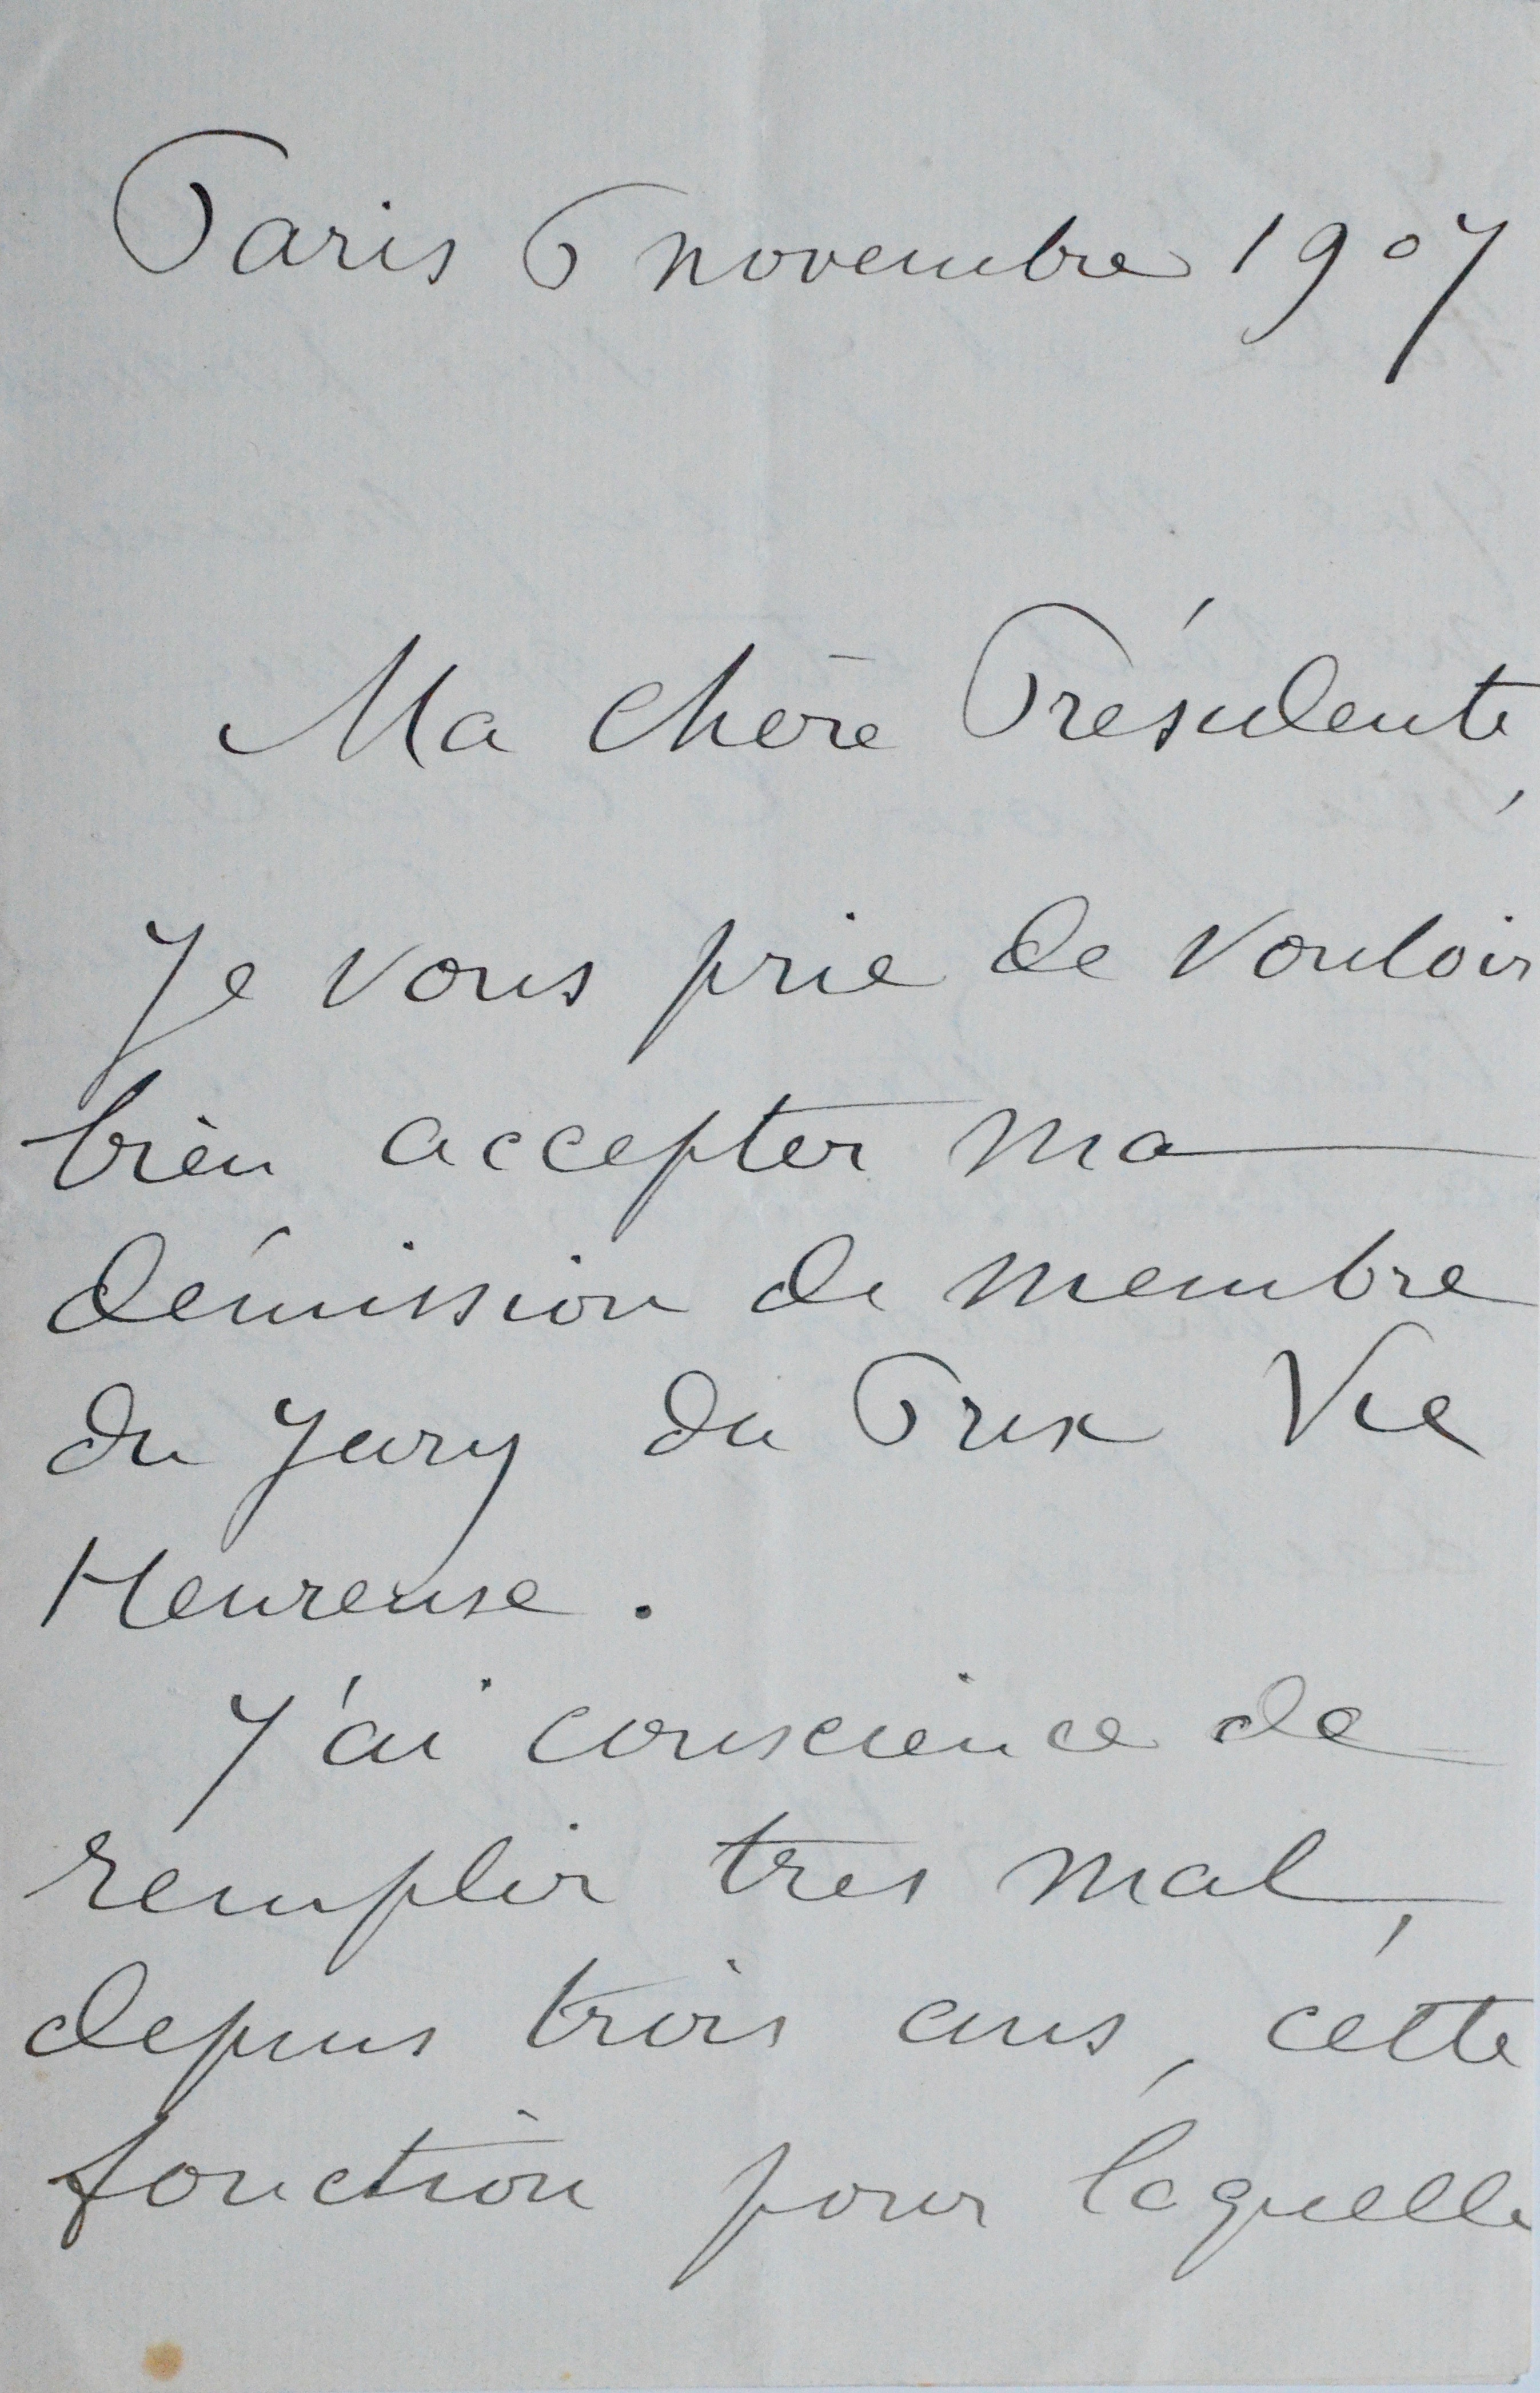 Paris 6 novembre 1907
Ma chère Présidente,
Je vous prie de vouloir
bien accepter ma
démission de membre
du Jury du Prix Vie
Heureuse.
J'ai conscience de
remplir très mal,
depuis trois ans, cette
fonction pour laquelle